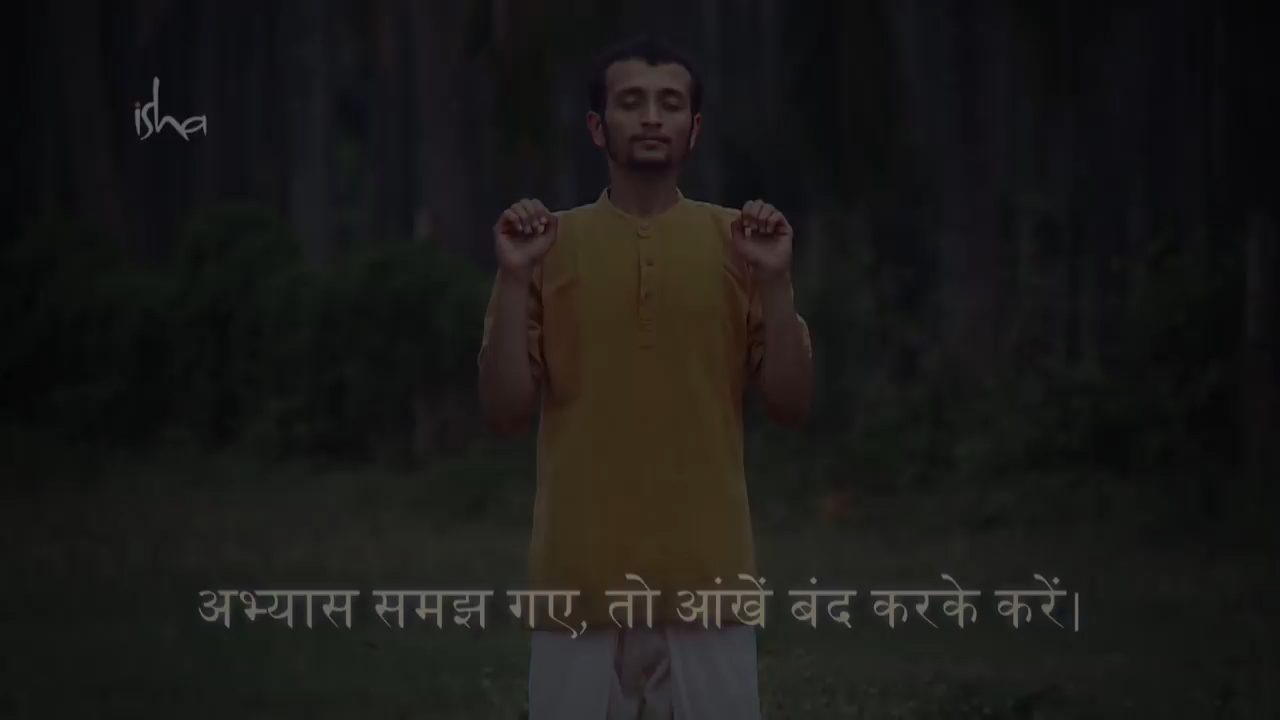 isha
अभ्यास समझ गए, तो आंखें बंद करके करें।